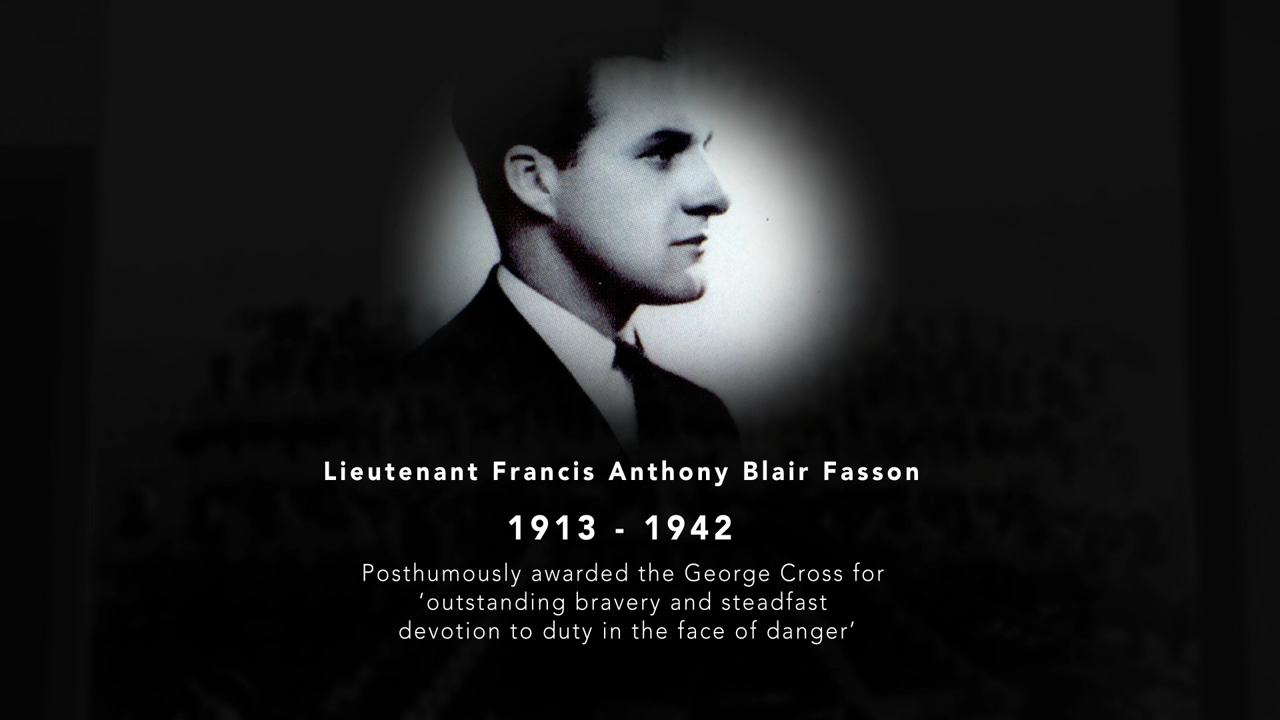 Lieutenant Francis Anthony Blair Fasson
1913 - 1942
Posthumously awarded the George Cross for
‘outstanding bravery and steadfast
devotion to duty in the face of danger’